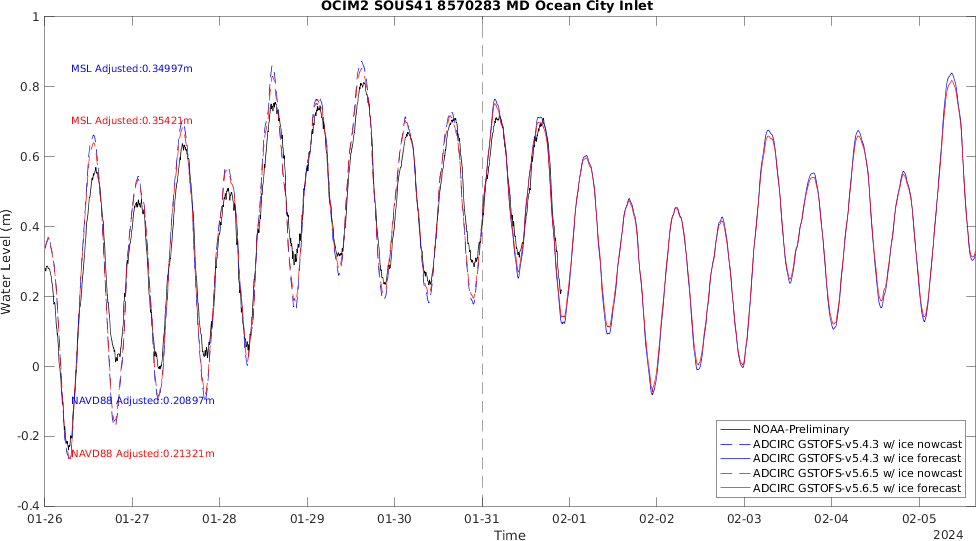 OCIM2 SOUS41 8570283 MD Ocean City Inlet
1
0.8
0.6
0.4
0.2
0
-0.2
-0.4
Water Level (m)
MSL Adjusted:0.34997m
MSL Adjusted:0.35421m
NAVD88 Adjusted:0.20897m
NAVD88 Adjusted:0.21321m
NOAA-Preliminary
ADCIRC GSTOFS-v5.4.3 w/ ice nowcast
ADCIRC GSTOFS-v5.4.3 w/ ice forecast
ADCIRC GSTOFS-v5.6.5 w/ ice nowcast
ADCIRC GSTOFS-v5.6.5 w/ ice forecast
01-26 01-27 01-28 01-29 01-30 01-31 02-01 02-02 02-03 02-04 02-05
Time
2024